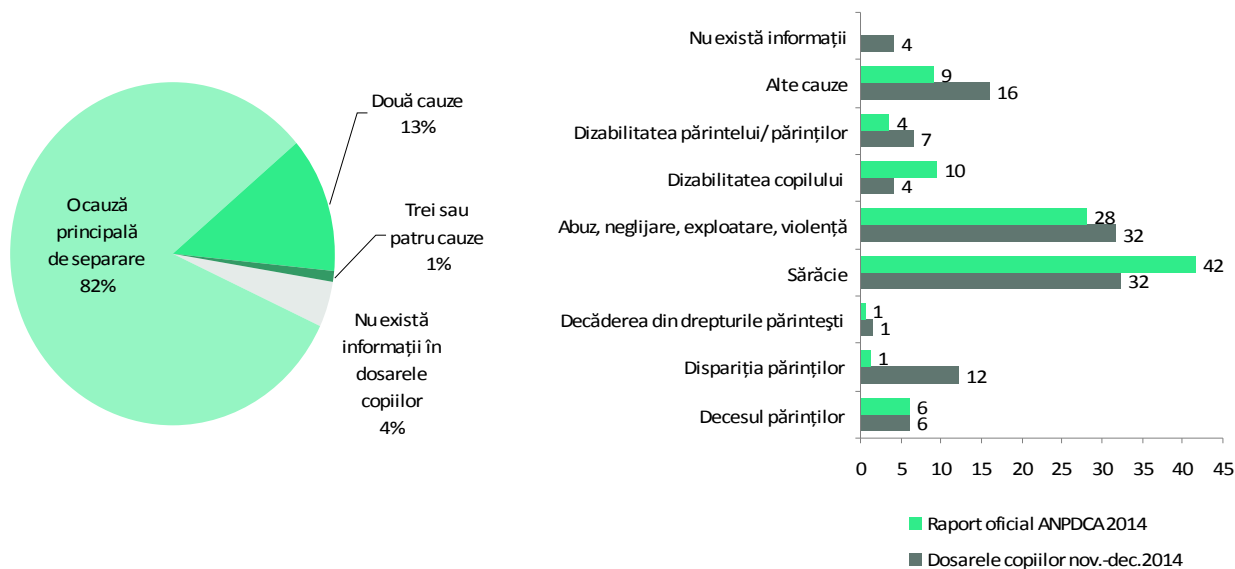 Două cauze
13%
Trei sau
patru cauze
1%
O cauză
principală
de separare
82%
Nu există
informații în
dosarele
copiilor
4%
Nu există informații
4
Alte cauze
9
16
Dizabilitatea părintelui/ părinților
4
7
Dizabilitatea copilului
10
4
Abuz, neglijare, exploatare, violență
28
32
Sărăcie
42
32
Decăderea din drepturile părinteşti
1
1
Dispariția părinților
1
12
Decesul părinților
6
6
0 5 10 15 20 25 30 35 40 45
Raport oficial ANPDCA 2014
Dosarele copiilor nov.-dec.2014